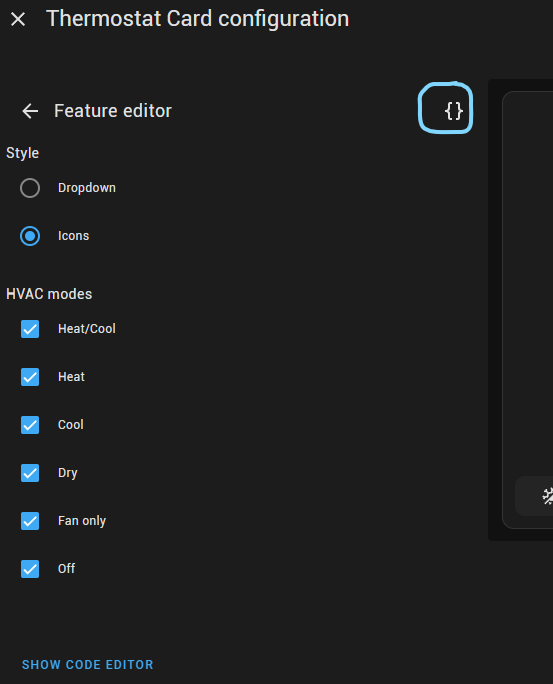 Thermostat Card configuration
Feature editor
{}
Style
Dropdown
Icons
HVAC modes
Heat/Cool
Heat
Cool
Dry
Fan only
Off
SHOW CODE EDITOR